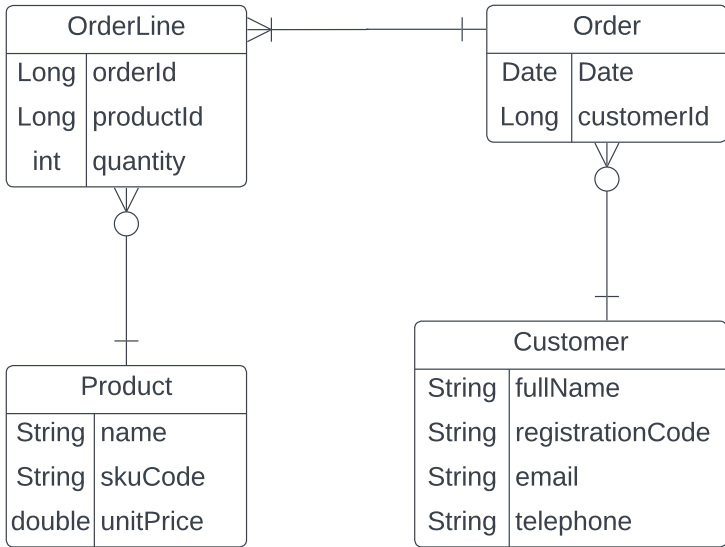 OrderLine
Long orderId
Long productId
int quantity
Order
Date Date
Long customerId
Product
String name
String skuCode
double unitPrice
Customer
String fullName
String registrationCode
String email
String telephone